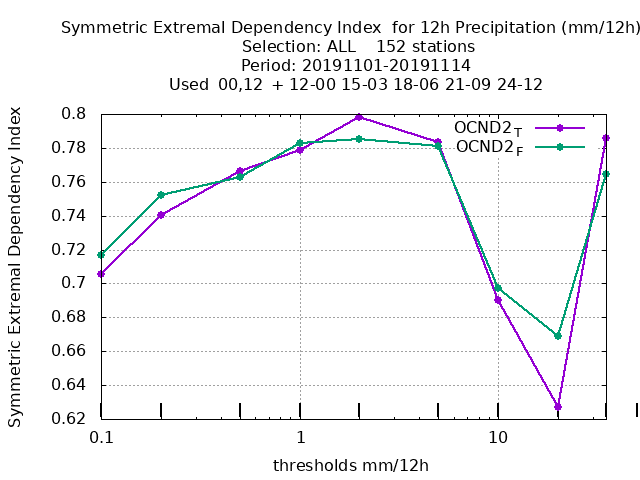 Symmetric Extremal Dependency Index  for 12h Precipitation (mm/12h)
Selection: ALL    152 stations
Period: 20191101-20191114
Used  00,12  + 12-00 15-03 18-06 21-09 24-12
Symmetric Extremal Dependency Index
0.8
0.78
0.76
0.74
0.72
0.7
0.68
0.66
0.64
0.62
OCND2T
OCND2F
0.1 1 10
thresholds mm/12h